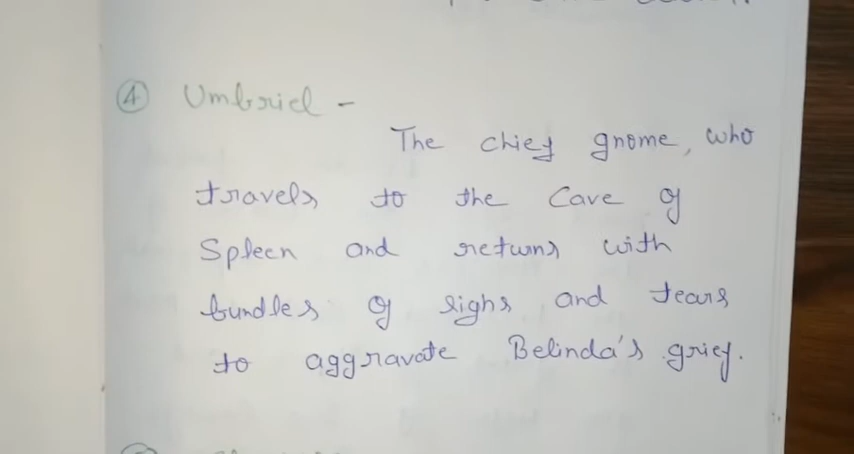 ④ Umbriel -
The chief gnome, who
travels to the Cave of
Spleen and returns with
bundles of sighs and tears
to aggravate Belinda's grief.